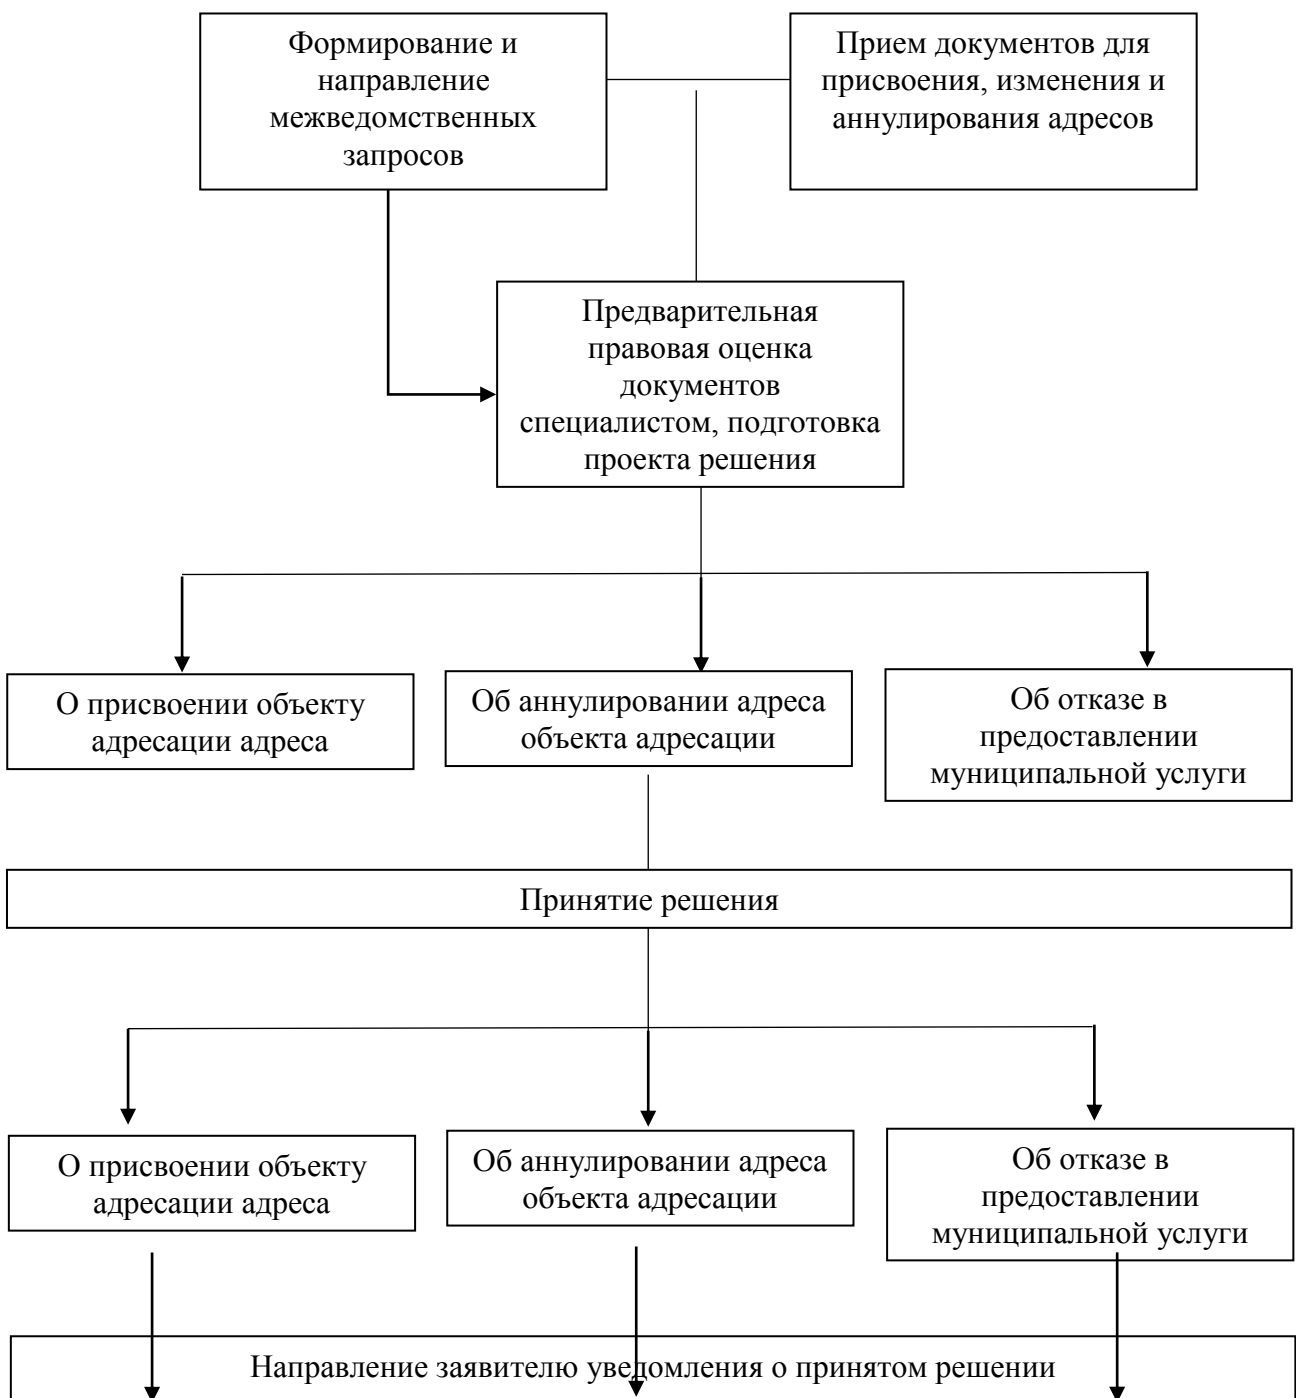 Формирование и
направление
межведомственных
запросов
Прием документов для
присвоения, изменения и
аннулирования адресов
Предварительная
правовая оценка
документов
специалистом, подготовка
проекта решения
О присвоении объекту
адресации адреса
Об аннулировании адреса
объекта адресации
Об отказе в
предоставлении
муниципальной услуги
Принятие решения
О присвоении объекту
адресации адреса
Об аннулировании адреса
объекта адресации
Об отказе в
предоставлении
муниципальной услуги
Направление заявителю уведомления о принятом решении